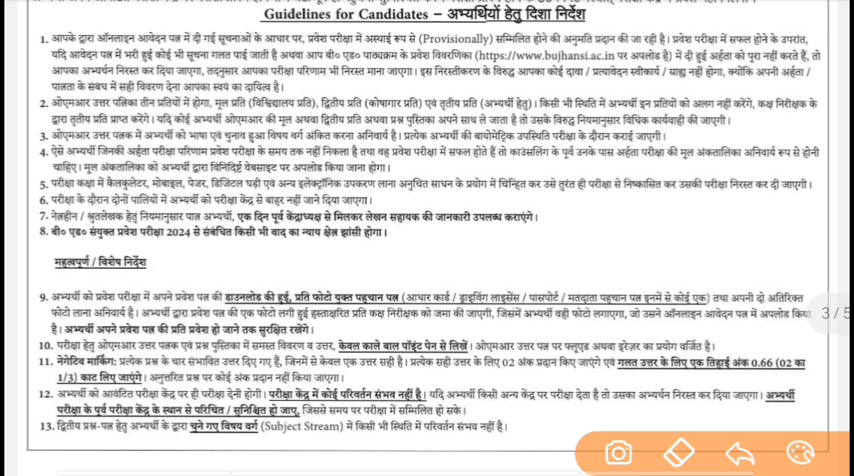 Guidelines for Candidates - अभ्यर्थियों हेतु दिशा निर्देश
1. आपके द्वारा ऑनलाइन आवेदन पत्र में दी गई सूचनाओं के आधार पर, प्रवेश परीक्षा में अस्थाई रूप से (Provisionally) सम्मिलित होने की अनुमति प्रदान की जा रही है। प्रवेश परीक्षा में सफल होने के उपरांत,
यदि आवेदन पत्र में भरी हुई कोई भी सूचना गलत पाई जाती है अथवा आप बी० एड० पाठ्यक्रम के प्रवेश विवरणिका (https://www.bujhansi.ac.in पर अपलोड है) में दी हुई अर्हता को पूरा नहीं करते हैं, तो
आपका अभ्यर्थन निरस्त कर दिया जाएगा, तदनुसार आपका परीक्षा परिणाम भी निरस्त माना जाएगा। इस निरस्तीकरण के विरुद्ध आपका कोई दावा / प्रत्यावेदन स्वीकार्य / ग्राह्य नहीं होगा, क्योंकि अपनी अर्हता /
पात्रता के संबंध में सही विवरण देना आपका स्वयं का दायित्व है।
2. ओएमआर उत्तर पत्रिका तीन प्रतियों में होगा, मूल प्रति (विश्विद्यालय प्रति), द्वितीय प्रति (कोषागार प्रति) एवं तृतीय प्रति (अभ्यर्थी हेतु)। किसी भी स्थिति में अभ्यर्थी इन प्रतियों को अलग नहीं करेंगे, कक्ष निरीक्षक के
द्वारा तृतीय प्रति प्राप्त करेंगे। यदि कोई अभ्यर्थी ओएमआर की मूल अथवा द्वितीय प्रति अथवा प्रश्न पुस्तिका अपने साथ ले जाता है तो उसके विरुद्ध नियमानुसार विधिक कार्यवाही की जाएगी।
3. ओएमआर उत्तर पत्रक में अभ्यर्थी को भाषा एवं चुनाव हुआ विषय वर्ग अंकित करना अनिवार्य है। प्रत्येक अभ्यर्थी की बायोमेट्रिक उपस्थिति परीक्षा के दौरान कराई जाएगी।
4. ऐसे अभ्यर्थी जिनकी अर्हता परीक्षा परिणाम प्रवेश परीक्षा के समय तक नहीं निकला है तथा वह प्रवेश परीक्षा में सफल होते हैं तो काउंसलिंग के पूर्व उनके पास अर्हता परीक्षा की मूल अंकतालिका अनिवार्य रूप से होनी
चाहिए। मूल अंकतालिका को अभ्यर्थी द्वारा विनिदिर्ष्ट वेबसाइट पर अपलोड किया जाना होगा।
5. परीक्षा कक्षा में कैलकुलेटर, मोबाइल, पेजर, डिजिटल घड़ी एवं अन्य इलेक्ट्रॉनिक उपकरण लाना अनुचित साधन के प्रयोग में चिन्हित कर उसे तुरंत ही परीक्षा से निष्कासित कर उसकी परीक्षा निरस्त कर दी जाएगी।
6. परीक्षा के दौरान दोनों पालियों में अभ्यर्थी को परीक्षा केंद्र से बाहर नहीं जाने दिया जाएगा।
7. नेत्रहीन / श्रुतलेखक हेतु नियमानुसार पात्र अभ्यर्थी, एक दिन पूर्व केंद्राध्यक्ष से मिलकर लेखन सहायक की जानकारी उपलब्ध कराएंगे।
8. बी० एड० संयुक्त प्रवेश परीक्षा 2024 से संबंधित किसी भी वाद का न्याय क्षेत्र झांसी होगा।
महत्वपूर्ण / विशेष निर्देश
9. अभ्यर्थी को प्रवेश परीक्षा में अपने प्रवेश पत्र की डाउनलोड की हुई, प्रति फोटो युक्त पहचान पत्र (आधार कार्ड / ड्राइविंग लाइसेंस / पासपोर्ट / मतदाता पहचान पत्र इनमें से कोई एक) तथा अपनी दो अतिरिक्त
फोटो लाना अनिवार्य है। अभ्यर्थी द्वारा प्रवेश पत्र की एक फोटो लगी हुई हस्ताक्षरित प्रति कक्ष निरीक्षक को जमा की जाएगी, जिसमें अभ्यर्थी वही फोटो लगाएगा, जो उसने ऑनलाइन आवेदन पत्र में अपलोड किया 3 / 5
है। अभ्यर्थी अपने प्रवेश पत्र की प्रति प्रवेश हो जाने तक सुरक्षित रखेंगे।
10. परीक्षा हेतु ओएमआर उत्तर पत्रक एवं प्रश्न पुस्तिका में समस्त विवरण व उत्तर, केवल काले बाल पॉइंट पेन से लिखें। ओएमआर उत्तर पत्र पर फ्लूएड अथवा इरेज़र का प्रयोग वर्जित है।
11. नेगेटिव मार्किंग: प्रत्येक प्रश्न के चार संभावित उत्तर दिए गए हैं, जिनमें से केवल एक उत्तर सही है। प्रत्येक सही उत्तर के लिए 02 अंक प्रदान किए जाएंगे एवं गलत उत्तर के लिए एक तिहाई अंक 0.66 (02 का
1/3) काट लिए जाएंगे। अनुत्तरित प्रश्न पर कोई अंक प्रदान नहीं किया जाएगा।
12. अभ्यर्थी को आवंटित परीक्षा केंद्र पर ही परीक्षा देनी होगी। परीक्षा केंद्र में कोई परिवर्तन संभव नहीं है। यदि अभ्यर्थी किसी अन्य केंद्र पर परीक्षा देता है तो उसका अभ्यर्थन निरस्त कर दिया जाएगा। अभ्यर्थी
परीक्षा के पूर्व परीक्षा केंद्र के स्थान से परिचित / सुनिश्चित हो जाए, जिससे समय पर परीक्षा में सम्मिलित हो सके।
13. द्वितीय प्रश्न-पत्र हेतु अभ्यर्थी के द्वारा चुने गए विषय वर्ग (Subject Stream) में किसी भी स्थिति में परिवर्तन संभव नहीं है।